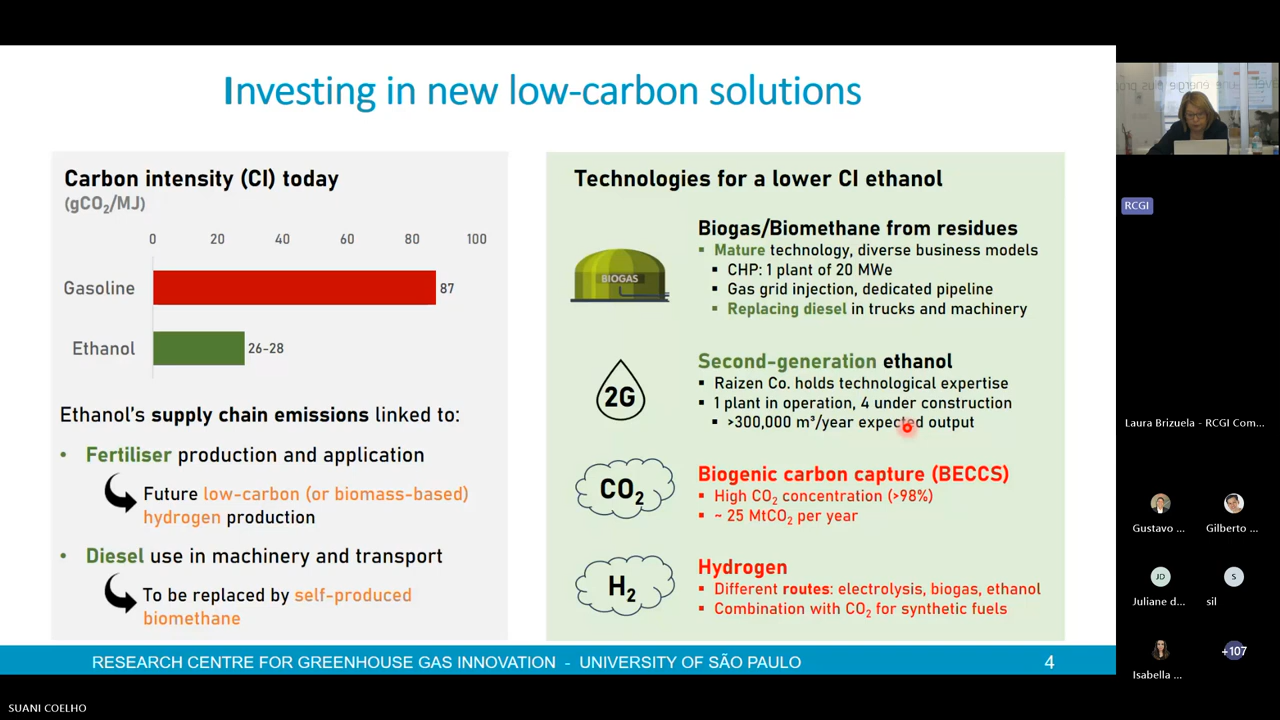 Investing in new low-carbon solutions
Carbon intensity (CI) today
(gCO₂/MJ)
0 20 40 60 80 100
Gasoline 87
Ethanol 26-28
Ethanol's supply chain emissions linked to:
• Fertiliser production and application
Future low-carbon (or biomass-based)
hydrogen production
• Diesel use in machinery and transport
To be replaced by self-produced
biomethane
Technologies for a lower CI ethanol
BIOGAS
Biogas/Biomethane from residues
▪ Mature technology, diverse business models
▪ CHP: 1 plant of 20 MWe
▪ Gas grid injection, dedicated pipeline
▪ Replacing diesel in trucks and machinery
2G
Second-generation ethanol
▪ Raizen Co. holds technological expertise
▪ 1 plant in operation, 4 under construction
▪ >300,000 m³/year expected output
CO₂
Biogenic carbon capture (BECCS)
▪ High CO₂ concentration (>98%)
▪ ~ 25 MtCO₂ per year
H₂
Hydrogen
▪ Different routes: electrolysis, biogas, ethanol
▪ Combination with CO₂ for synthetic fuels
RESEARCH CENTRE FOR GREENHOUSE GAS INNOVATION - UNIVERSITY OF SÃO PAULO 4
SUANI COELHO
RCGI
Laura Brizuela - RCGI Com...
Gustavo ... Gilberto ...
JD S
Juliane d... sil
+107
Isabella ...